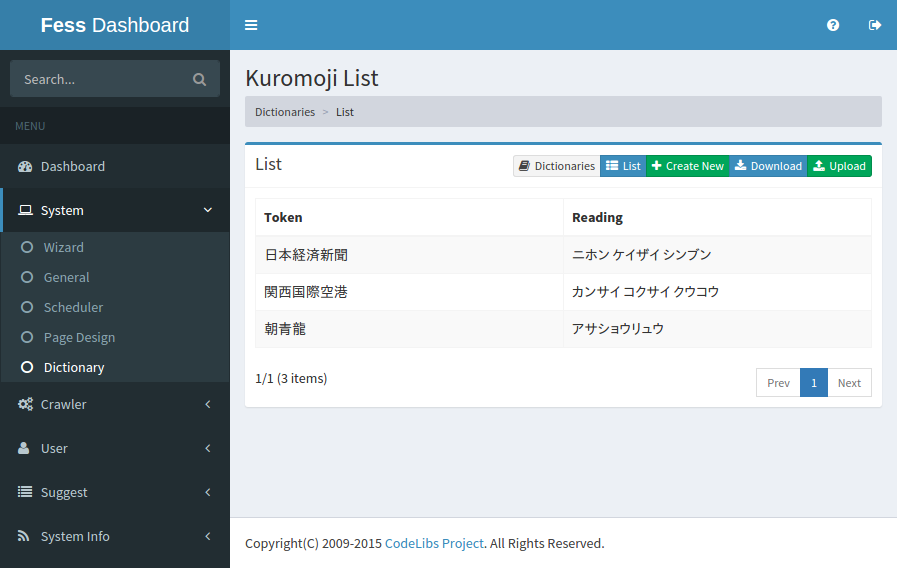 Fess Dashboard
Search...
MENU
Dashboard
System
Wizard
General
Scheduler
Page Design
Dictionary
Crawler
User
Suggest
System Info
Kuromoji List
Dictionaries > List
List
Dictionaries List Create New Download Upload
Token Reading
日本経済新聞 ニホン ケイザイ シンブン
関西国際空港 カンサイ コクサイ クウコウ
朝青龍 アサショウリュウ
1/1 (3 items)
Prev 1 Next
Copyright(C) 2009-2015 CodeLibs Project. All Rights Reserved.